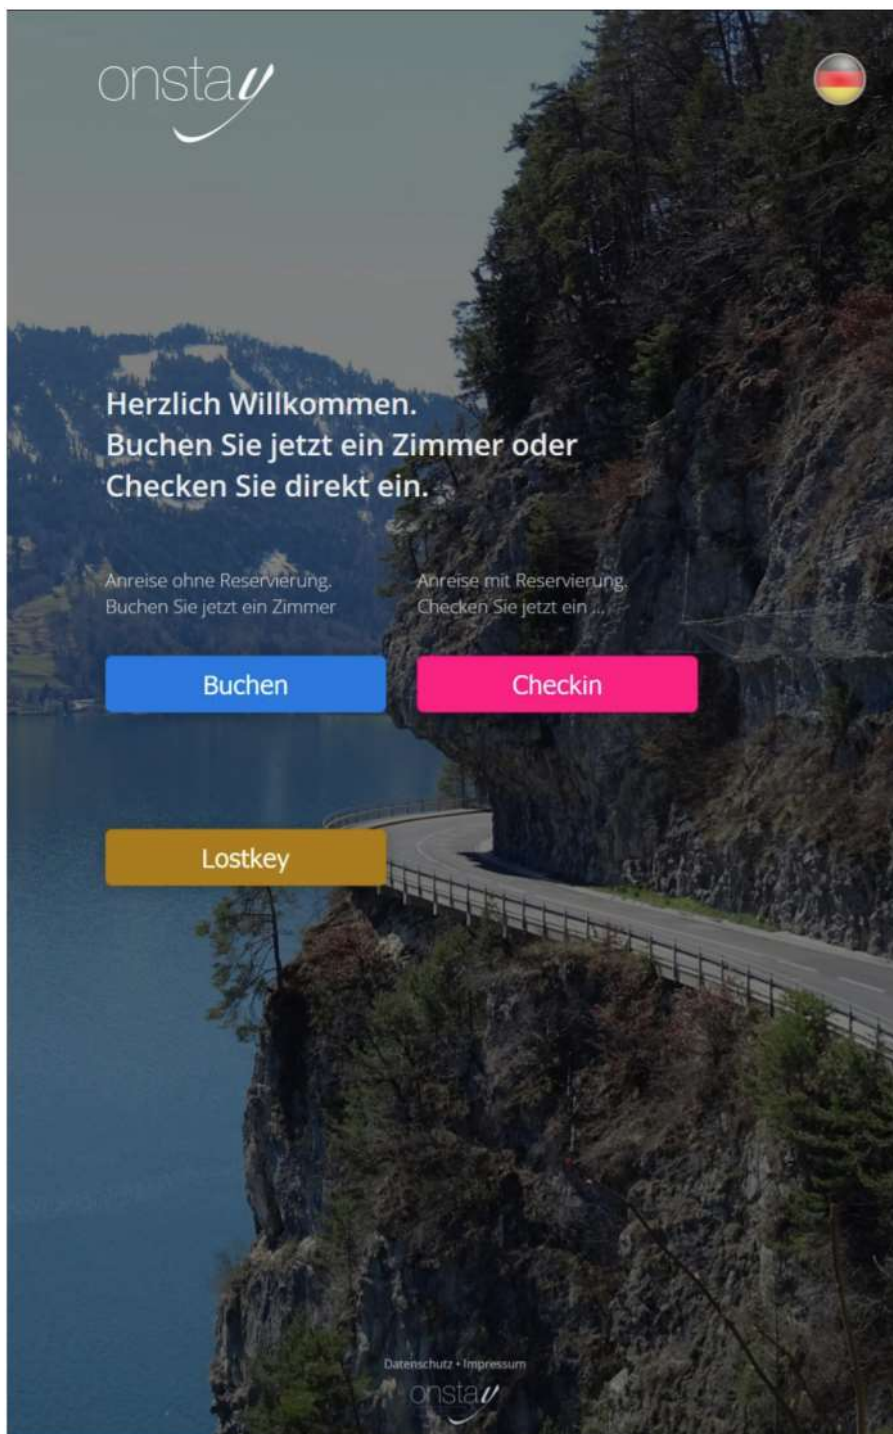 onstay
Herzlich Willkommen.
Buchen Sie jetzt ein Zimmer oder
Checken Sie direkt ein.
Anreise ohne Reservierung.
Buchen Sie jetzt ein Zimmer
Anreise mit Reservierung.
Checken Sie jetzt ein ...
Buchen
Checkin
Lostkey
Datenschutz • Impressum
onstay